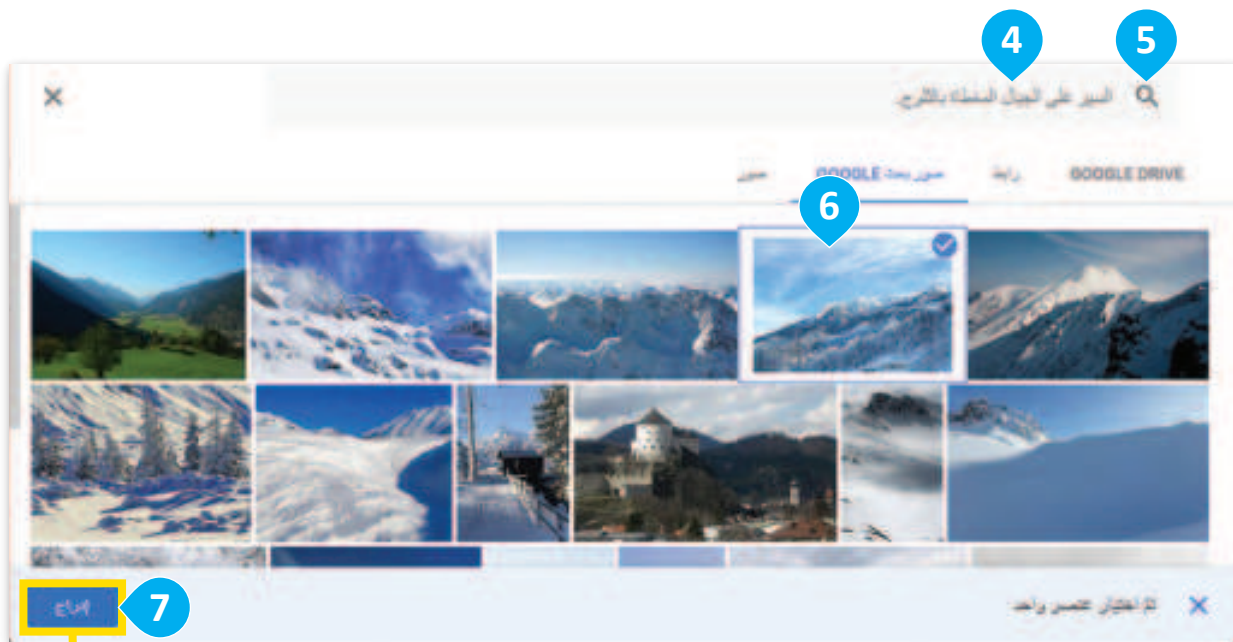 4 5
السير على الجبال المغطاة بالثلوج.
GOOGLE DRIVE رابط صور بحث GOOGLE صور
6
تمّ اختيار عنصر واحد
إدراج 7